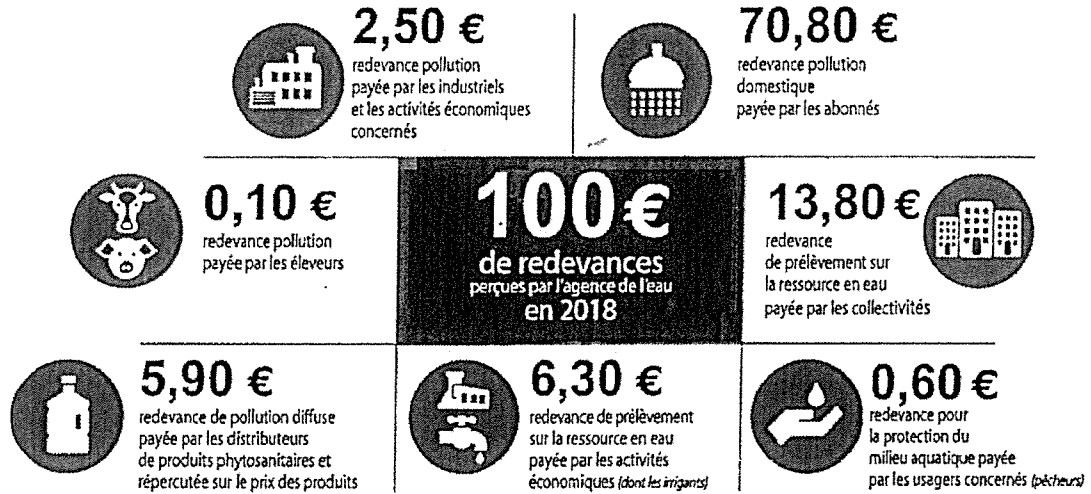 2,50 €
redevance pollution
payée par les industriels
et les activités économiques
concernés
70,80 €
redevance pollution
domestique
payée par les abonnés
0,10 €
redevance pollution
payée par les éleveurs
100 €
de redevances
perçues par l'agence de l'eau
en 2018
13,80 €
redevance
de prélèvement sur
la ressource en eau
payée par les collectivités
5,90 €
redevance de pollution diffuse
payée par les distributeurs
de produits phytosanitaires et
répercutée sur le prix des produits
6,30 €
redevance de prélèvement
sur la ressource en eau
payée par les activités
économiques (dont les irrigants)
0,60 €
redevance pour
la protection du
milieu aquatique payée
par les usagers concernés (pêcheurs)